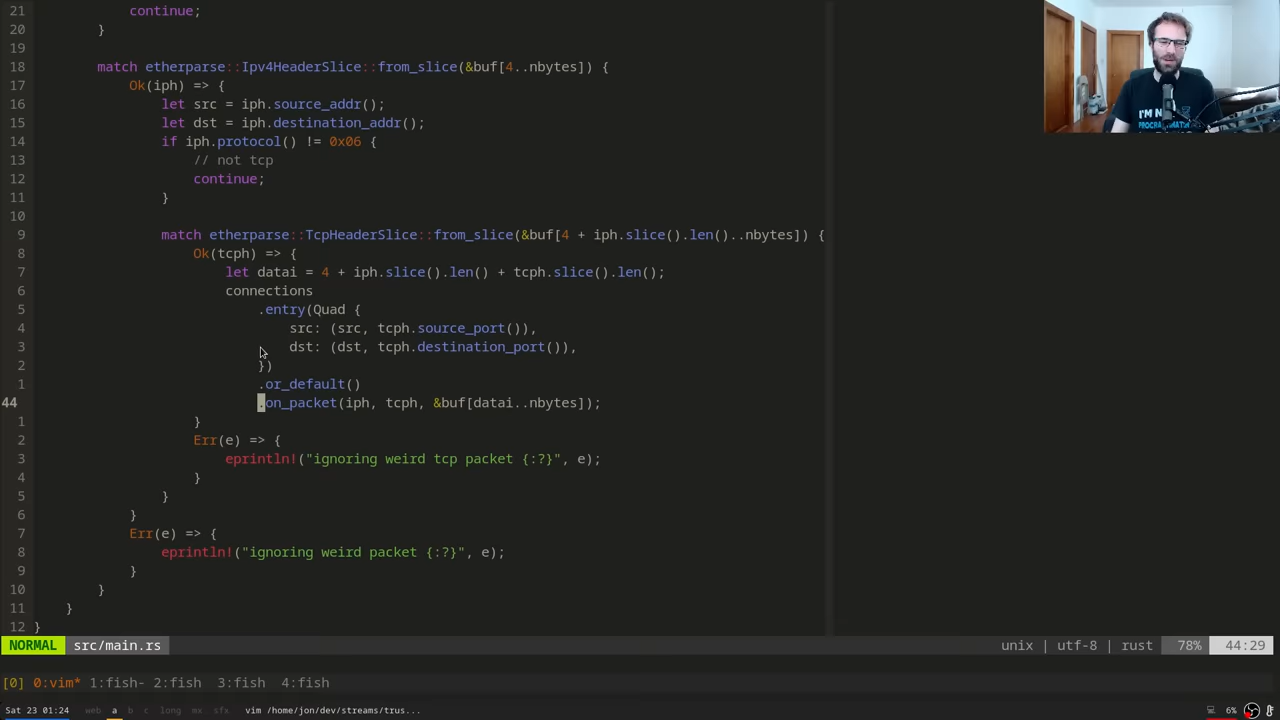 21 continue;
20 }
19
18 match etherparse::Ipv4HeaderSlice::from_slice(&buf[4..nbytes]) {
17 Ok(iph) => {
16 let src = iph.source_addr();
15 let dst = iph.destination_addr();
14 if iph.protocol() != 0x06 {
13 // not tcp
12 continue;
11 }
10
9 match etherparse::TcpHeaderSlice::from_slice(&buf[4 + iph.slice().len()..nbytes]) {
8 Ok(tcph) => {
7 let datai = 4 + iph.slice().len() + tcph.slice().len();
6 connections
5 .entry(Quad {
4 src: (src, tcph.source_port()),
3 dst: (dst, tcph.destination_port()),
2 })
1 .or_default()
44 .on_packet(iph, tcph, &buf[datai..nbytes]);
1 }
2 Err(e) => {
3 eprintln!("ignoring weird tcp packet {:?}", e);
4 }
5 }
6 }
7 Err(e) => {
8 eprintln!("ignoring weird packet {:?}", e);
9 }
10 }
11 }
12 }
NORMAL src/main.rs unix | utf-8 | rust 78% 44:29
[0] 0:vim* 1:fish- 2:fish 3:fish 4:fish
Sat 23 01:24 web a b c long mx sfx vim /home/jon/dev/streams/trus... 6%
I'M
PROGRAMMATOR